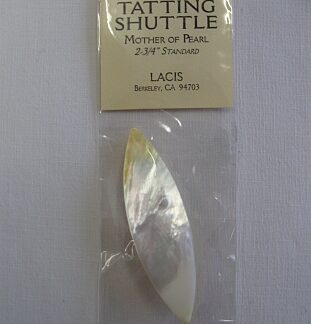 TATTING
SHUTTLE
MOTHER OF PEARL
2-3/4" STANDARD
LACIS
BERKELEY, CA 94703